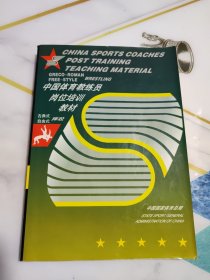 CHINA SPORTS COACHES
POST TRAINING
TEACHING MATERIAL
GRECO-ROMAN
FREE-STYLE
WRESTLING
中国体育教练员
岗位培训
教材
古典式
自由式
摔跤
中国国家体育总局
STATE SPORT GENERAL
ADMINISTRATION OF CHINA